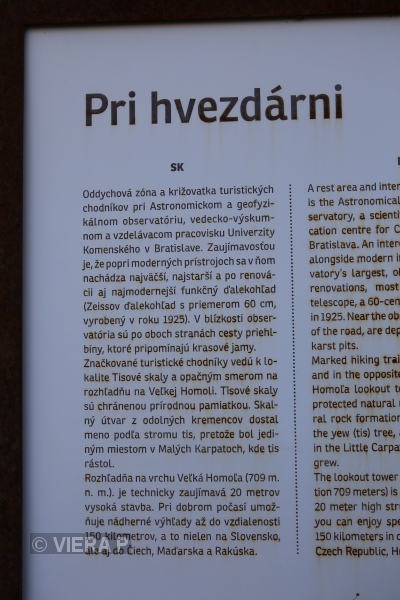 Pri hvezdárni
SK
Oddychová zóna a križovatka turistických
chodníkov pri Astronomickom a geofyzi-
kálnom observatóriu, vedecko-výskum-
nom a vzdelávacom pracovisku Univerzity
Komenského v Bratislave. Zaujímavosťou
je, že popri moderných prístrojoch sa v ňom
nachádza najväčší, najstarší a po renová-
cii aj najmodernejší funkčný ďalekohľad
(Zeissov ďalekohľad s priemerom 60 cm,
vyrobený v roku 1925). V blízkosti obser-
vatória sú po oboch stranách cesty priehl-
biny, ktoré pripomínajú krasové jamy.
Značkované turistické chodníky vedú k lo-
kalite Tisové skaly a opačným smerom na
rozhľadňu na Veľkej Homoli. Tisové skaly
sú chránenou prírodnou pamiatkou. Skal-
ný útvar z odolných kremencov dostal
meno podľa stromu tis, pretože bol jedi-
ným miestom v Malých Karpatoch, kde tis
rástol.
Rozhľadňa na vrchu Veľká Homoľa (709 m.
n. m.). je technicky zaujímavá 20 metrov
vysoká stavba. Pri dobrom počasí umož-
ňuje nádherné výhľady až do vzdialenosti
150 kilometrov, a to nielen na Slovensko,
ale aj do Čiech, Maďarska a Rakúska.
A rest area and inter
is the Astronomical
servatory, a scienti
cation centre for C
Bratislava. An inter
alongside modern i
vatory's largest, ol
renovations, most
telescope, a 60-cen
in 1925. Near the ob
of the road, are dep
karst pits.
Marked hiking trai
and in the opposite
Homoľa lookout to
protected natural
ral rock formation
the yew (tis) tree,
in the Little Carpa
grew.
The lookout tower
tion 709 meters) is
20 meter high stru
you can enjoy spe
150 kilometers in
Czech Republic, Hu
© VIERA P.